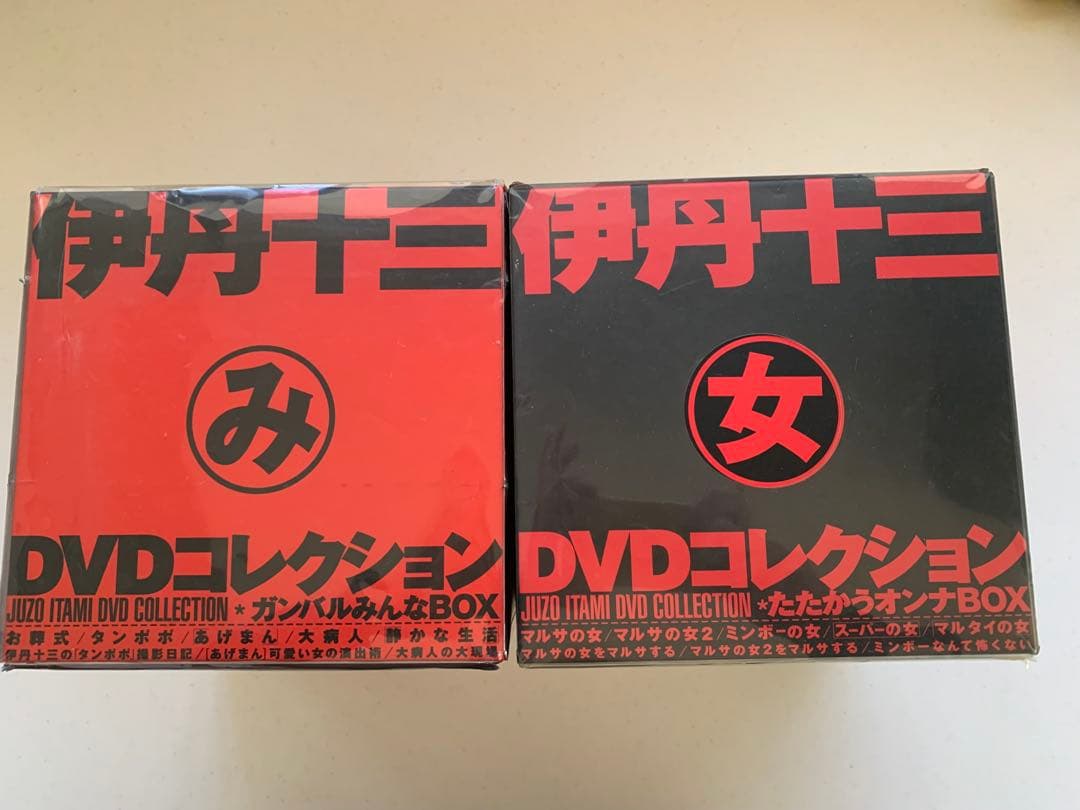 伊丹十三
み
DVDコレクション
JUZO ITAMI DVD COLLECTION * ガンバルみんなBOX
お葬式/タンポポ/あげまん/大病人/静かな生活
伊丹十三の「タンポポ」撮影日記/[あげまん]可愛い女の演出術/大病人の大現場
伊丹十三
女
DVDコレクション
JUZO ITAMI DVD COLLECTION *たたかうオンナBOX
マルサの女/マルサの女2/ミンボーの女/スーパーの女/マルタイの女
マルサの女をマルサする/マルサの女2をマルサする/ミンボーなんて怖くない